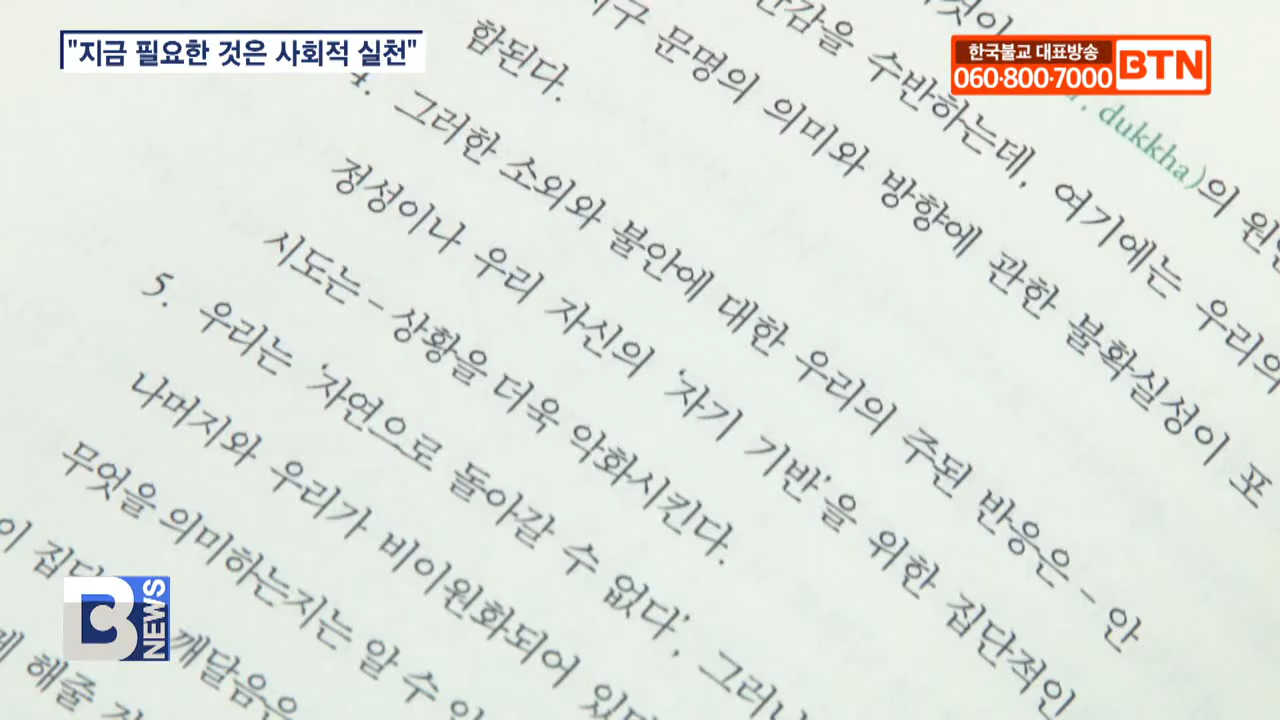 "지금 필요한 것은 사회적 실천"
한국불교 대표방송
060·800·7000
BTN
dukkha)의
안감을 수반하는데, 여기에는 우리의
지구 문명의 의미와 방향에 관한 불확실성이 포
함된다.
4. 그러한 소외와 불안에 대한 우리의 주된 반응은 – 안
정성이나 우리 자신의 '자기 기반'을 위한 집단적인
시도는 – 상황을 더욱 악화시킨다.
5. 우리는 '자연으로 돌아갈 수 없다', 그러나
나머지와 우리가 비이원화되어 있다
무엇을 의미하는지는 알 수
깨달음은
해줄
B NEWS